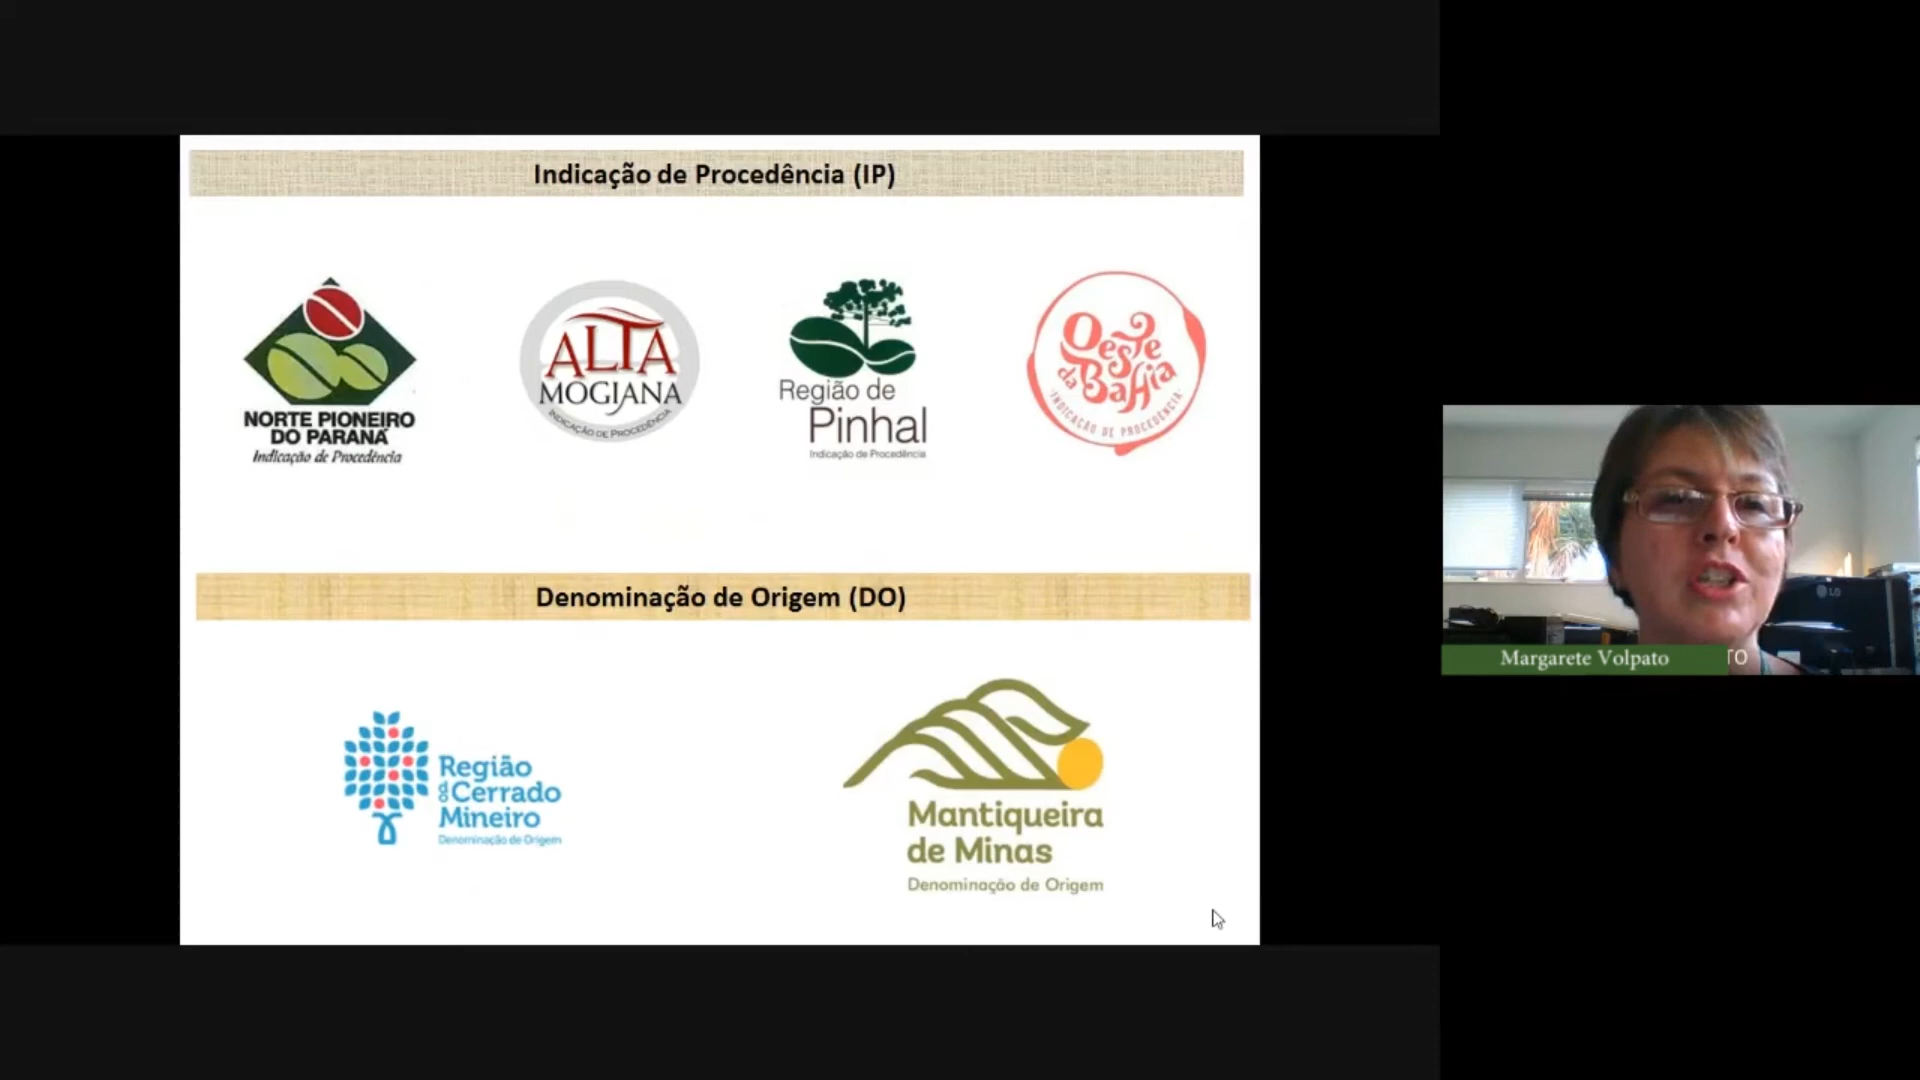 Indicação de Procedência (IP)
NORTE PIONEIRO
DO PARANÁ
Indicação de Procedência
ALTA
MOGIANA
INDICAÇÃO DE PROCEDÊNCIA
Região de
Pinhal
Indicação de Procedência
Oeste
da Bahia
INDICAÇÃO DE PROCEDÊNCIA
Denominação de Origem (DO)
Região
do Cerrado
Mineiro
Denominação de Origem
Mantiqueira
de Minas
Denominação de Origem
LG
Margarete Volpato TO